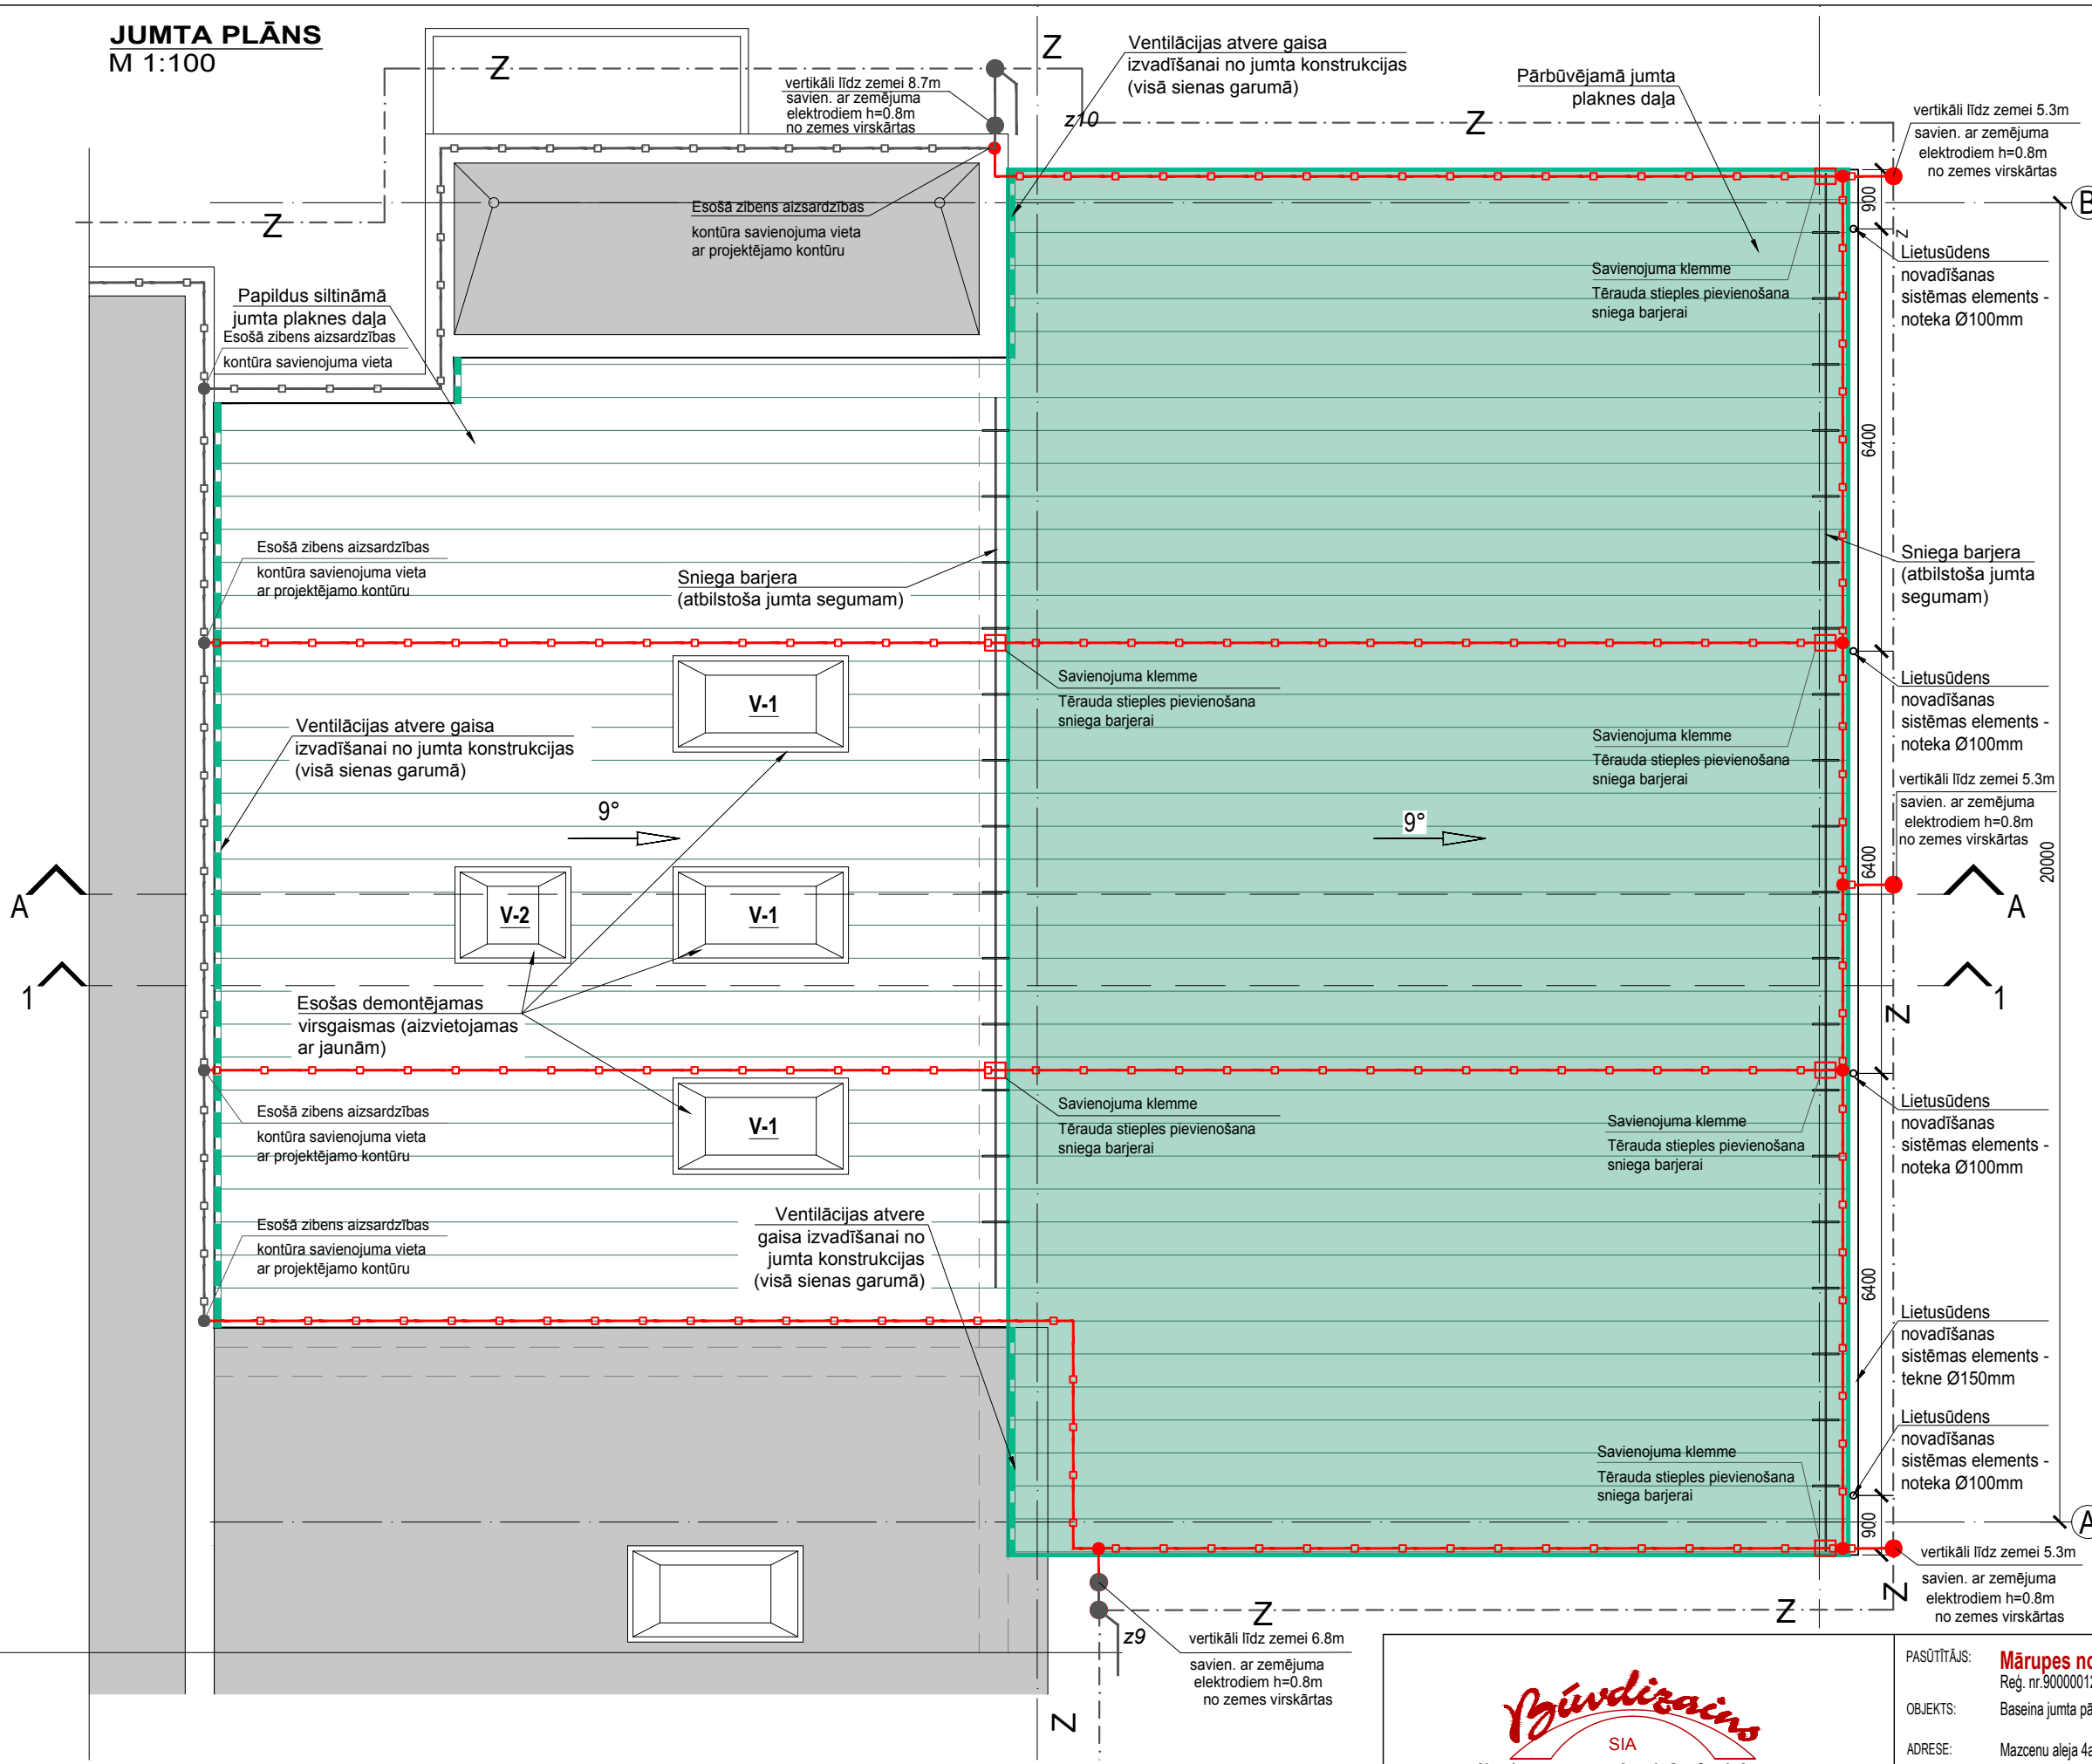 JUMTA PLĀNS
M 1:100
Z
Z
Z
Z
z10
Ventilācijas atvere gaisa
izvadīšanai no jumta konstrukcijas
(visā sienas garumā)
Pārbūvējamā jumta
plaknes daļa
vertikāli līdz zemei 8.7m
savien. ar zemējuma
elektrodiem h=0.8m
no zemes virskārtas
vertikāli līdz zemei 5.3m
savien. ar zemējuma
elektrodiem h=0.8m
no zemes virskārtas
900
B
z
Esošā zibens aizsardzības
kontūra savienojuma vieta
ar projektējamo kontūru
Lietusūdens
novadīšanas
sistēmas elements -
noteka Ø100mm
Savienojuma klemme
Tērauda stieples pievienošana
sniega barjerai
Papildus siltināmā
jumta plaknes daļa
Esošā zibens aizsardzības
kontūra savienojuma vieta
6400
Esošā zibens aizsardzības
kontūra savienojuma vieta
ar projektējamo kontūru
Sniega barjera
(atbilstoša jumta segumam)
Sniega barjera
(atbilstoša jumta
segumam)
Savienojuma klemme
Tērauda stieples pievienošana
sniega barjerai
Lietusūdens
novadīšanas
sistēmas elements -
noteka Ø100mm
V-1
Ventilācijas atvere gaisa
izvadīšanai no jumta konstrukcijas
(visā sienas garumā)
Savienojuma klemme
Tērauda stieples pievienošana
sniega barjerai
vertikāli līdz zemei 5.3m
savien. ar zemējuma
elektrodiem h=0.8m
no zemes virskārtas
9°
9°
6400
20000
A
V-2
V-1
A
1
1
Z
Esošas demontējamas
virsgaismas (aizvietojamas
ar jaunām)
Esošā zibens aizsardzības
kontūra savienojuma vieta
ar projektējamo kontūru
V-1
Savienojuma klemme
Tērauda stieples pievienošana
sniega barjerai
Savienojuma klemme
Tērauda stieples pievienošana
sniega barjerai
Lietusūdens
novadīšanas
sistēmas elements -
noteka Ø100mm
Esošā zibens aizsardzības
kontūra savienojuma vieta
ar projektējamo kontūru
Ventilācijas atvere
gaisa izvadīšanai no
jumta konstrukcijas
(visā sienas garumā)
6400
Lietusūdens
novadīšanas
sistēmas elements -
tekne Ø150mm
Lietusūdens
novadīšanas
sistēmas elements -
noteka Ø100mm
Savienojuma klemme
Tērauda stieples pievienošana
sniega barjerai
900
A
vertikāli līdz zemei 5.3m
savien. ar zemējuma
elektrodiem h=0.8m
no zemes virskārtas
Z
Z
Z
z9
vertikāli līdz zemei 6.8m
savien. ar zemējuma
elektrodiem h=0.8m
no zemes virskārtas
Z
Būvdizains
SIA
PASŪTĪTĀJS:
Reģ. nr.9000012
OBJEKTS:
Baseina jumta
ADRESE:
Mazcenu aleja 4a
Mārupes